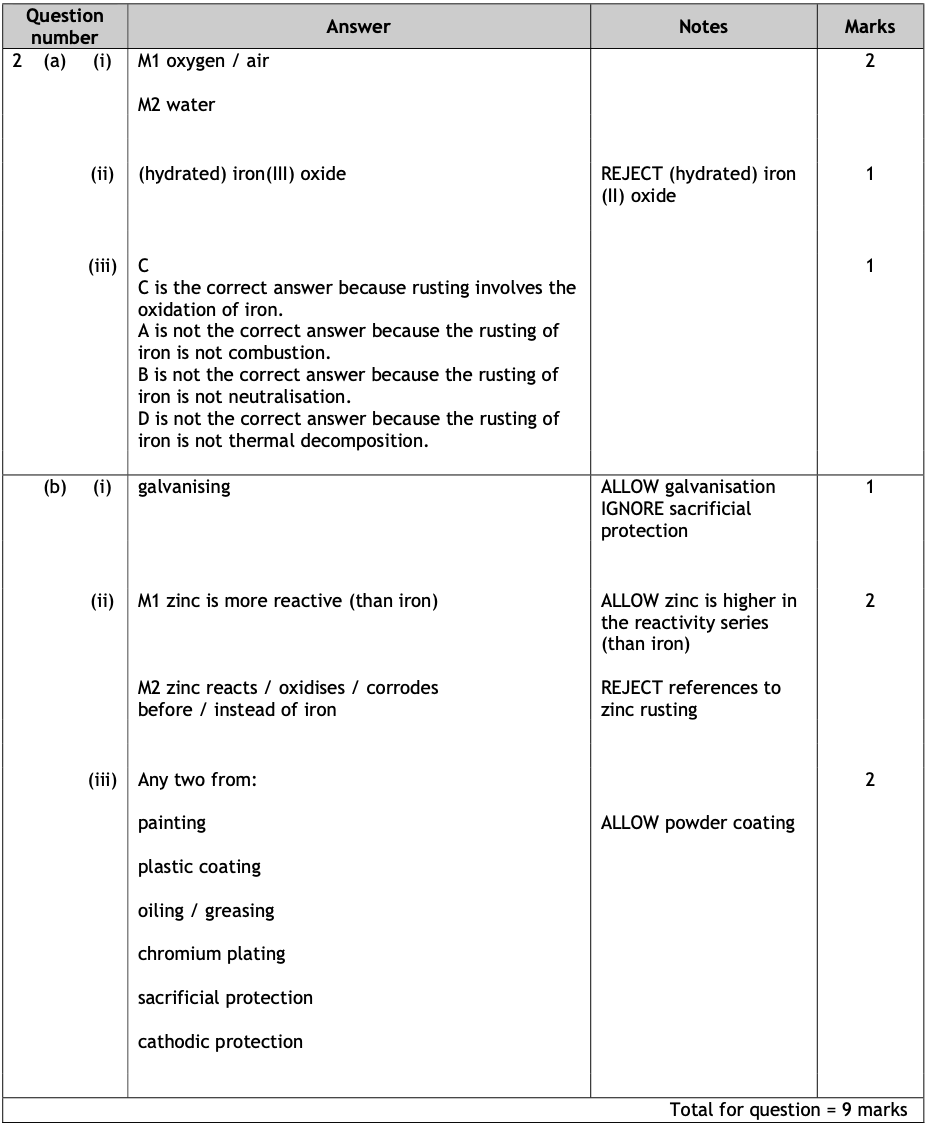 Question number Answer Notes Marks
2 (a) (i) M1 oxygen / air 2
M2 water
(ii) (hydrated) iron(III) oxide REJECT (hydrated) iron 1
(II) oxide
(iii) C 1
C is the correct answer because rusting involves the
oxidation of iron.
A is not the correct answer because the rusting of
iron is not combustion.
B is not the correct answer because the rusting of
iron is not neutralisation.
D is not the correct answer because the rusting of
iron is not thermal decomposition.
(b) (i) galvanising ALLOW galvanisation 1
IGNORE sacrificial
protection
(ii) M1 zinc is more reactive (than iron) ALLOW zinc is higher in 2
the reactivity series
(than iron)
M2 zinc reacts / oxidises / corrodes REJECT references to
before / instead of iron zinc rusting
(iii) Any two from: 2
painting ALLOW powder coating
plastic coating
oiling / greasing
chromium plating
sacrificial protection
cathodic protection
Total for question = 9 marks